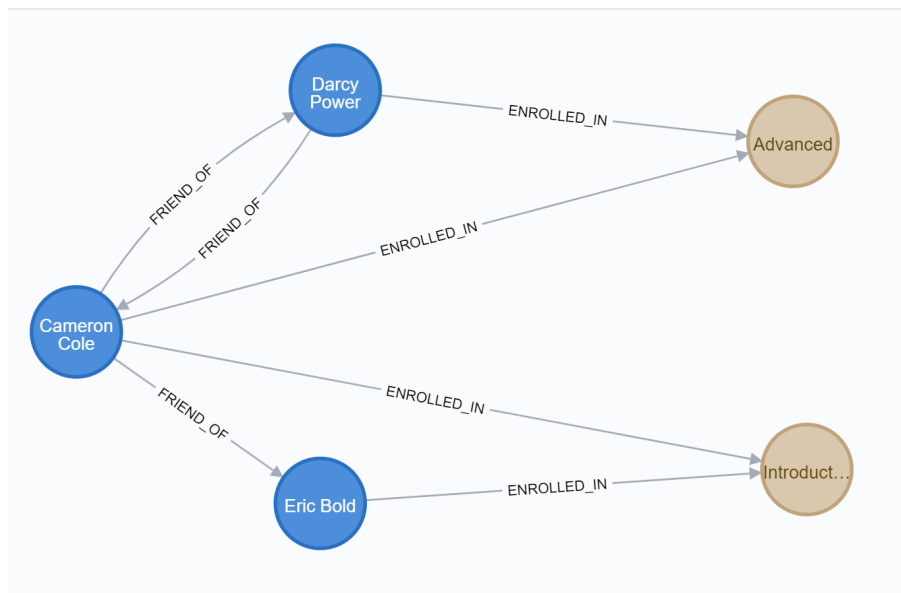 Darcy
Power
ENROLLED_IN
Advanced
FRIEND_OF
FRIEND_OF
ENROLLED_IN
Cameron
Cole
ENROLLED_IN
FRIEND_OF
Introduct…
ENROLLED_IN
Eric Bold